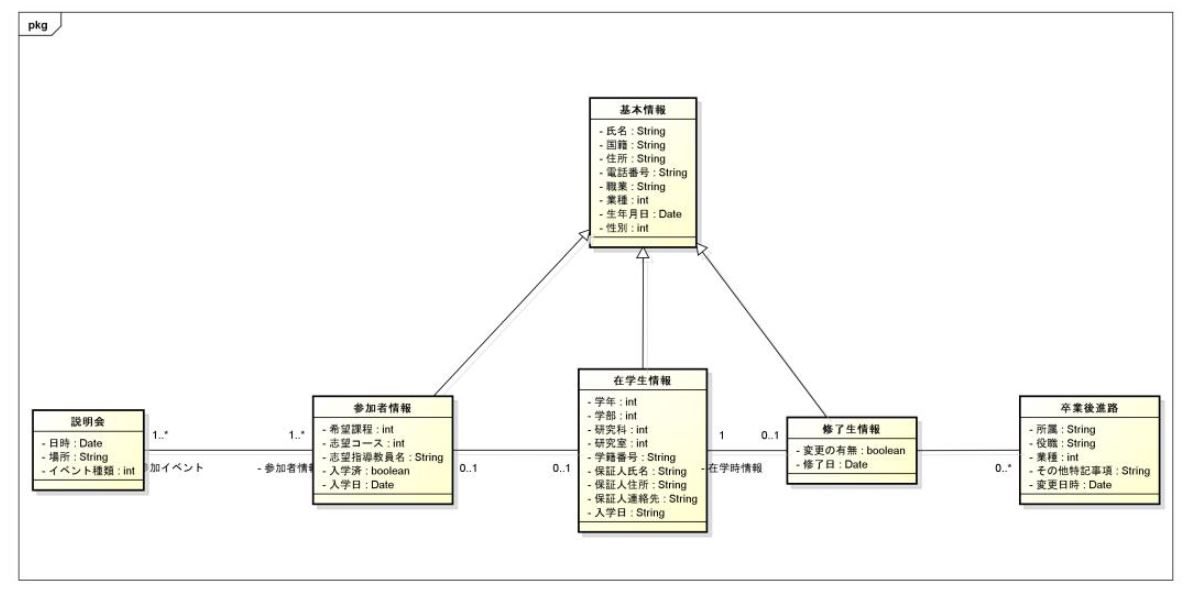 pkg
基本情報
- 氏名 : String
- 国籍 : String
- 住所 : String
- 電話番号 : String
- 職業 : String
- 業種 : int
- 生年月日 : Date
- 性別 : int
説明会
- 日時 : Date
- 場所 : String
- イベント種類 : int
1..*
加イベント
1..*
- 参加者情
参加者情報
- 希望課程 : int
- 志望コース : int
- 志望指導教員名 : String
- 入学済 : boolean
- 入学日 : Date
0..1
0..1
在学生情報
- 学年 : int
- 学部 : int
- 研究科 : int
- 研究室 : int
- 学籍番号 : String
- 保証人氏名 : String
- 保証人住所 : String
- 保証人連絡先 : String
- 入学日 : String
1
- 在学時情報
0..1
修了生情報
- 変更の有無 : boolean
- 修了日 : Date
0..*
卒業後進路
- 所属 : String
- 役職 : String
- 業種 : int
- その他特記事項 : String
- 変更日時 : Date